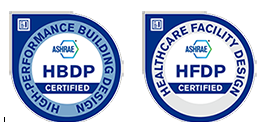 HIGH-PERFORMANCE BUILDING DESIGN
ASHRAE
HBDP
CERTIFIED
HEALTHCARE FACILITY DESIGN
ASHRAE
HFDP
CERTIFIED